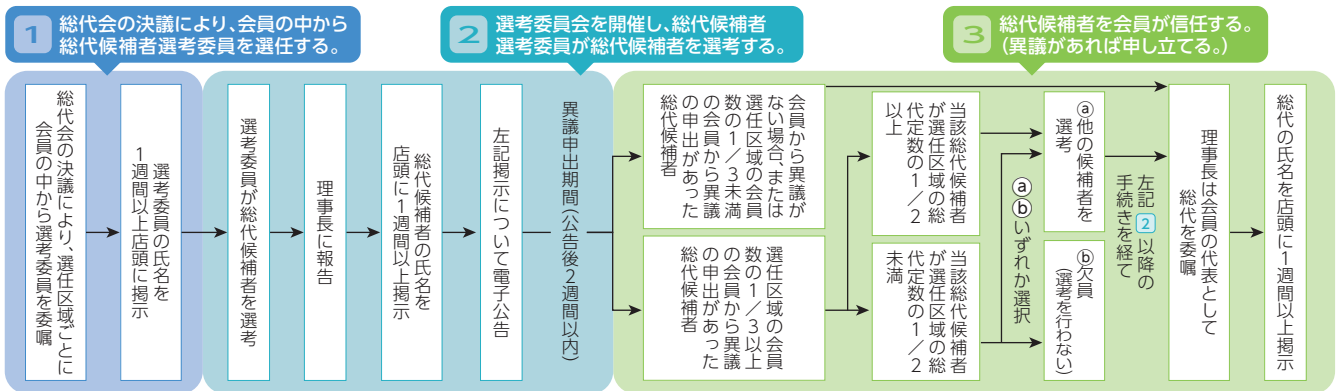 1
総代会の決議により、会員の中から
総代候補者選考委員を選任する。
2
選考委員会を開催し、総代候補者
選考委員が総代候補者を選考する。
3
総代候補者を会員が信任する。
(異議があれば申し立てる。)
総代会の決議により、選任区域ごとに
会員の中から選考委員を委嘱
選考委員の氏名を
1週間以上店頭に掲示
選考委員が総代候補者を選考
理事長に報告
総代候補者の氏名を
店頭に1週間以上掲示
左記掲示について電子公告
異議申出期間(公告後2週間以内)
会員から異議が
ない場合、または
選任区域の会員
数の1/3未満
の会員から異議
の申出があった
総代候補者
選任区域の会員
数の1/3以上
の会員から異議
の申出があった
総代候補者
当該総代候補者
が選任区域の総
代定数の1/2
以上
当該総代候補者
が選任区域の総
代定数の1/2
未満
ⓐⓑいずれか選択
ⓐ他の候補者を
選考
ⓑ欠員
(選考を行わない)
左記2以降の
手続きを経て
理事長は会員の代表として
総代を委嘱
総代の氏名を店頭に1週間以上掲示